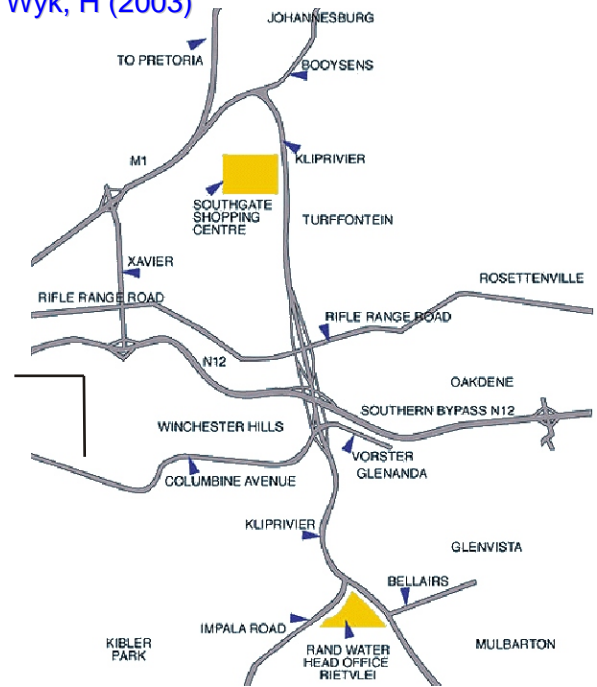 Wyk, H (2003)
JOHANNESBURG
TO PRETORIA
BOOYSENS
M1
KLIPRIVIER
SOUTHGATE
SHOPPING
CENTRE
TURFFONTEIN
XAVIER
ROSETTENVILLE
RIFLE RANGE ROAD
RIFLE RANGE ROAD
N12
OAKDENE
SOUTHERN BYPASS N12
WINCHESTER HILLS
VORSTER
GLENANDA
COLUMBINE AVENUE
KLIPRIVIER
GLENVISTA
BELLAIRS
IMPALA ROAD
KIBLER
PARK
RAND WATER
HEAD OFFICE
RIETVLEI
MULBARTON